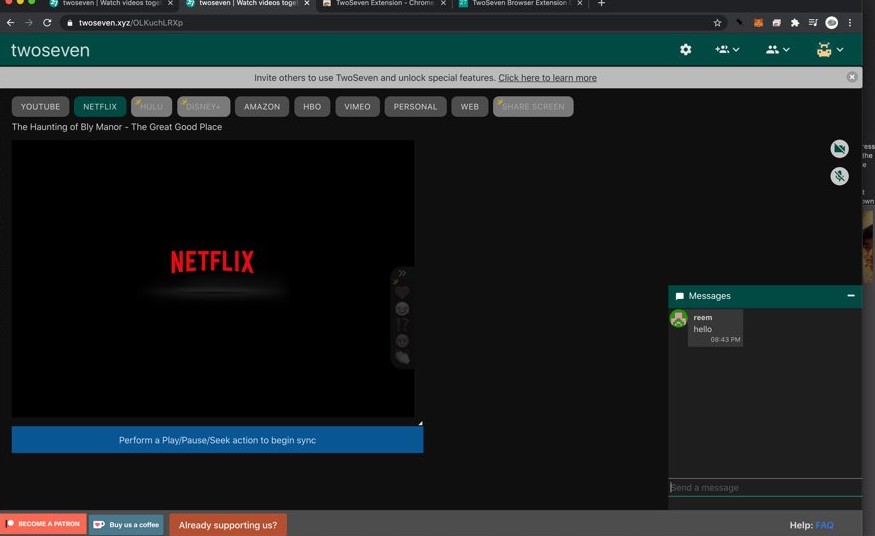 twoseven | Watch videos toget
twoseven | Watch videos toget
TwoSeven Extension - Chrome
TwoSeven Browser Extension
twoseven.xyz/OLKuchLRXp
twoseven
Invite others to use TwoSeven and unlock special features. Click here to learn more
YOUTUBE
NETFLIX
HULU
DISNEY+
AMAZON
HBO
VIMEO
PERSONAL
WEB
SHARE SCREEN
The Haunting of Bly Manor - The Great Good Place
NETFLIX
Messages
reem
hello
08:43 PM
Perform a Play/Pause/Seek action to begin sync
Send a message
BECOME A PATRON
Buy us a coffee
Already supporting us?
Help: FAQ